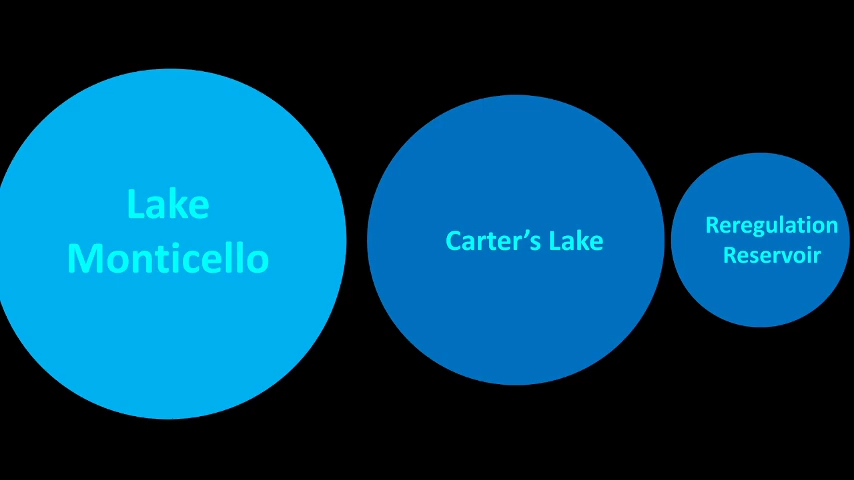 Lake
Monticello
Carter’s Lake
Reregulation
Reservoir